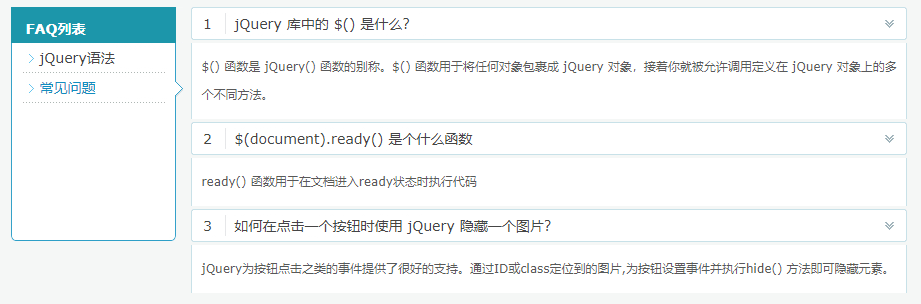 FAQ列表
jQuery语法
常见问题
1 jQuery 库中的 $() 是什么?
$() 函数是 jQuery() 函数的别称。$() 函数用于将任何对象包裹成 jQuery 对象，接着你就被允许调用定义在 jQuery 对象上的多
个不同方法。
2 $(document).ready() 是个什么函数
ready() 函数用于在文档进入ready状态时执行代码
3 如何在点击一个按钮时使用 jQuery 隐藏一个图片?
jQuery为按钮点击之类的事件提供了很好的支持。通过ID或class定位到的图片,为按钮设置事件并执行hide() 方法即可隐藏元素。